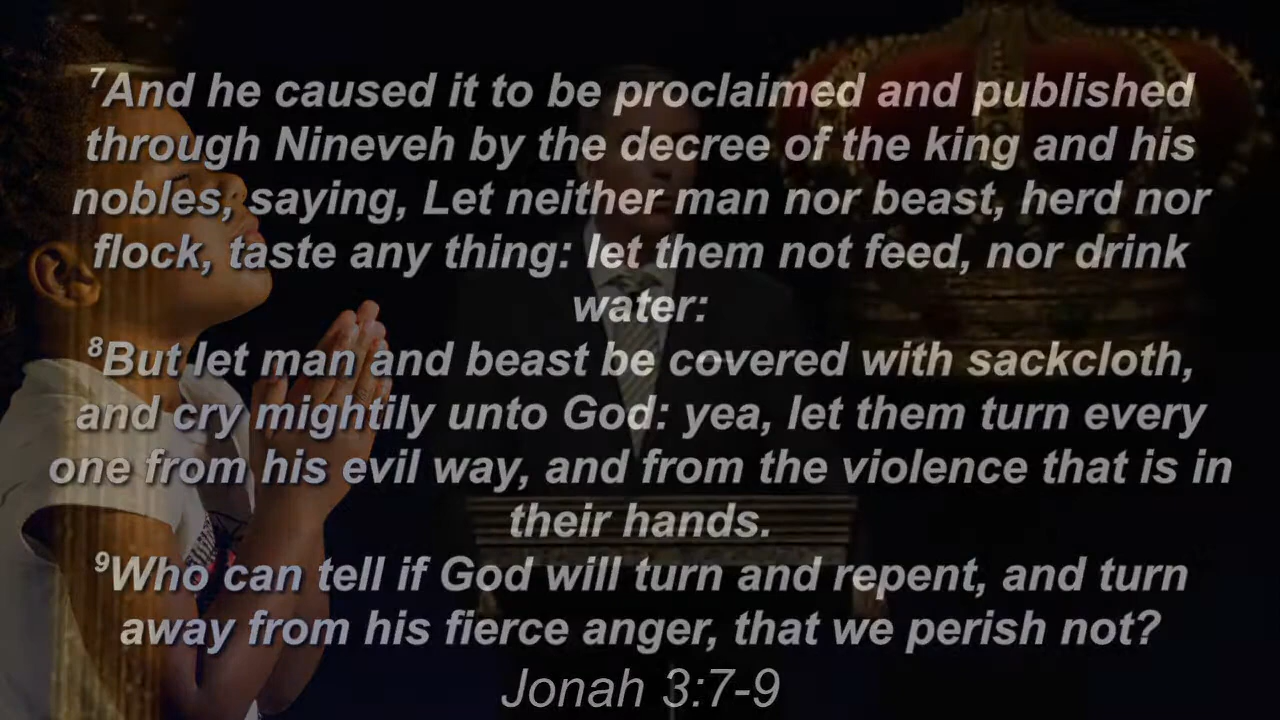 ⁷And he caused it to be proclaimed and published
through Nineveh by the decree of the king and his
nobles, saying, Let neither man nor beast, herd nor
flock, taste any thing: let them not feed, nor drink
water:
⁸But let man and beast be covered with sackcloth,
and cry mightily unto God: yea, let them turn every
one from his evil way, and from the violence that is in
their hands.
⁹Who can tell if God will turn and repent, and turn
away from his fierce anger, that we perish not?
Jonah 3:7-9